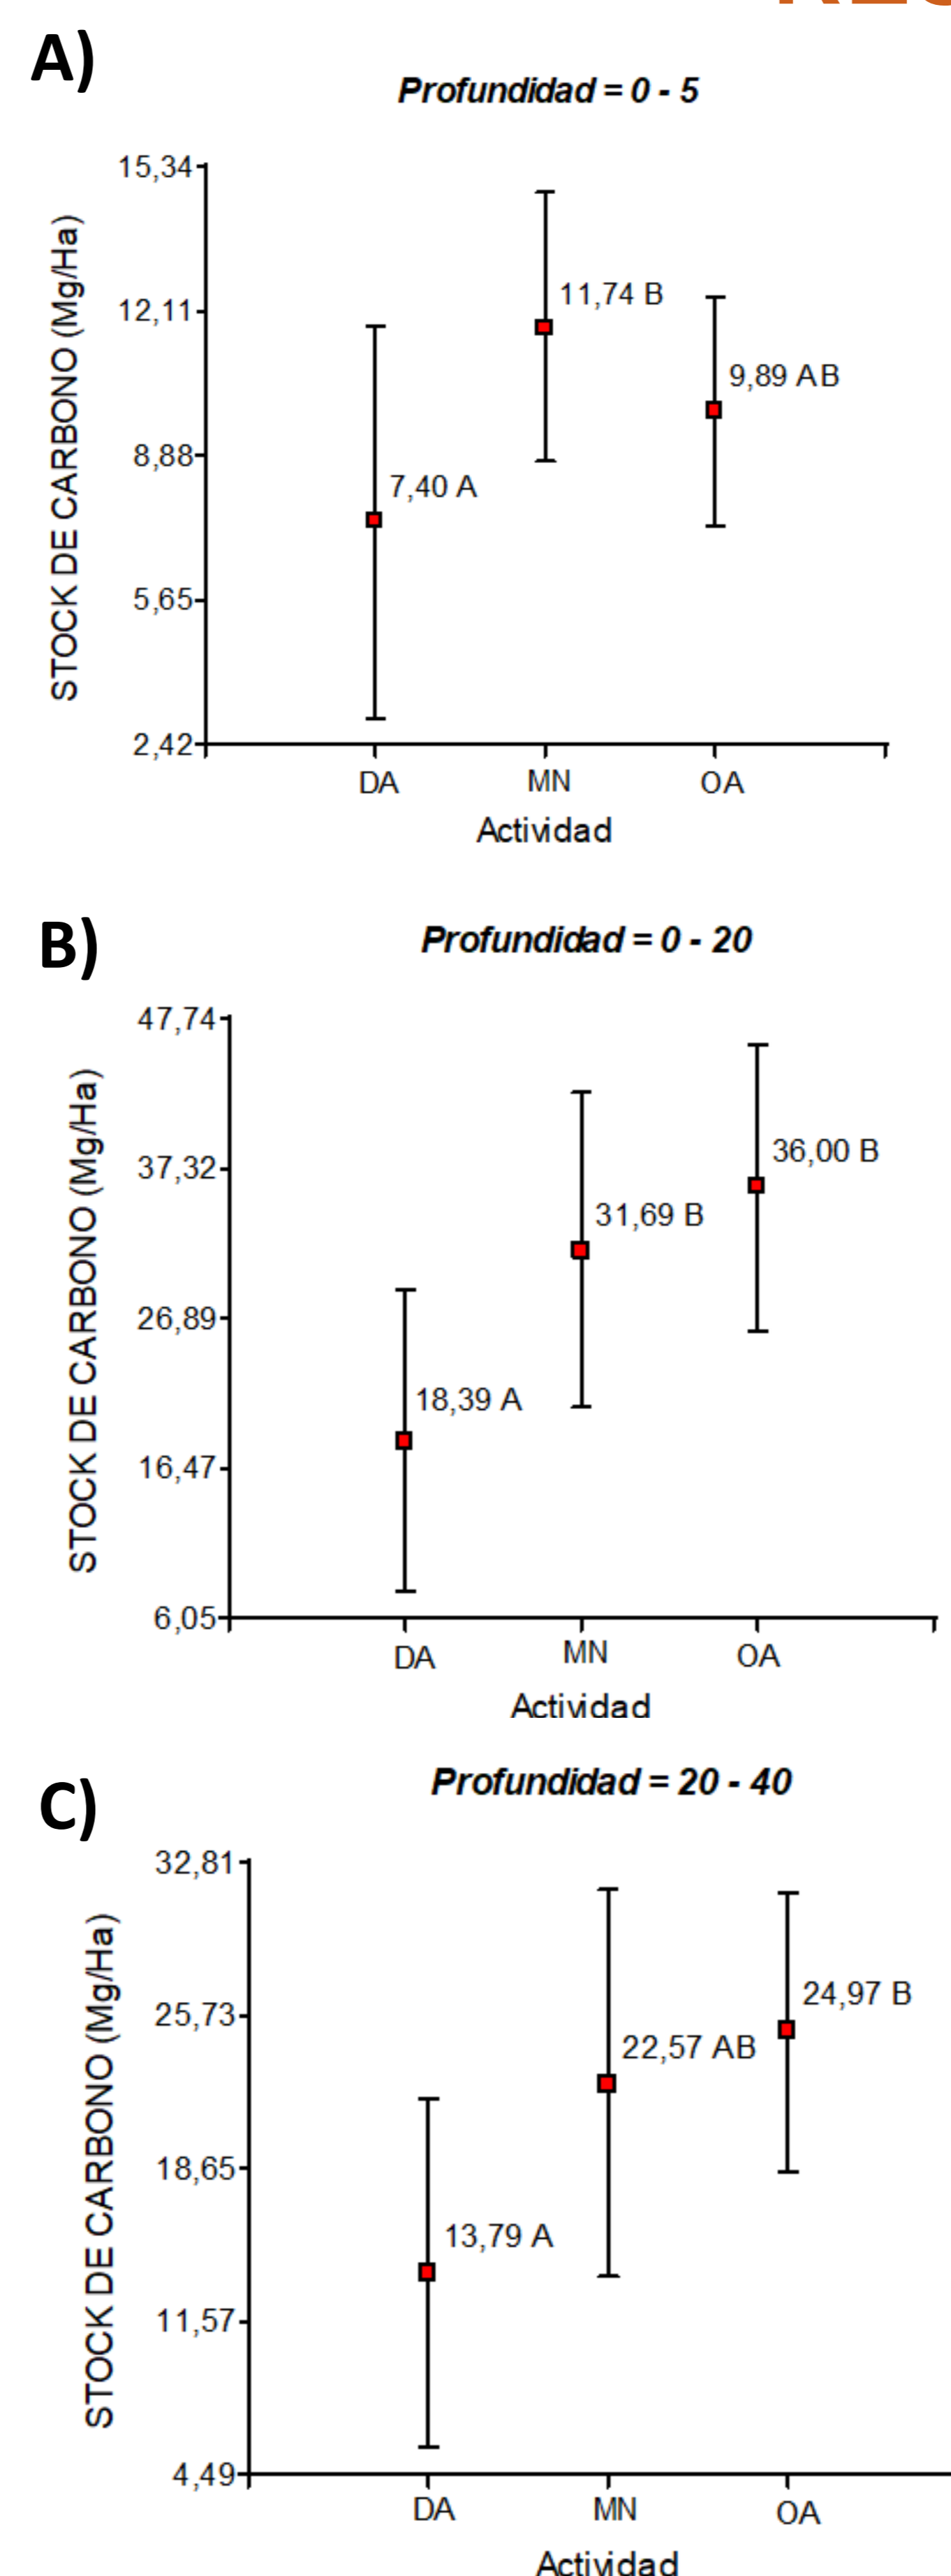 A)
Profundidad = 0 - 5
STOCK DE CARBONO (Mg/Ha)
15,34
12,11
8,88
5,65
2,42
11,74 B
9,89 AB
7,40 A
DA MN OA
Actividad
B)
Profundidad = 0 - 20
STOCK DE CARBONO (Mg/Ha)
47,74
37,32
26,89
16,47
6,05
36,00 B
31,69 B
18,39 A
DA MN OA
Actividad
C)
Profundidad = 20 - 40
STOCK DE CARBONO (Mg/Ha)
32,81
25,73
18,65
11,57
4,49
24,97 B
22,57 AB
13,79 A
DA MN OA
Actividad